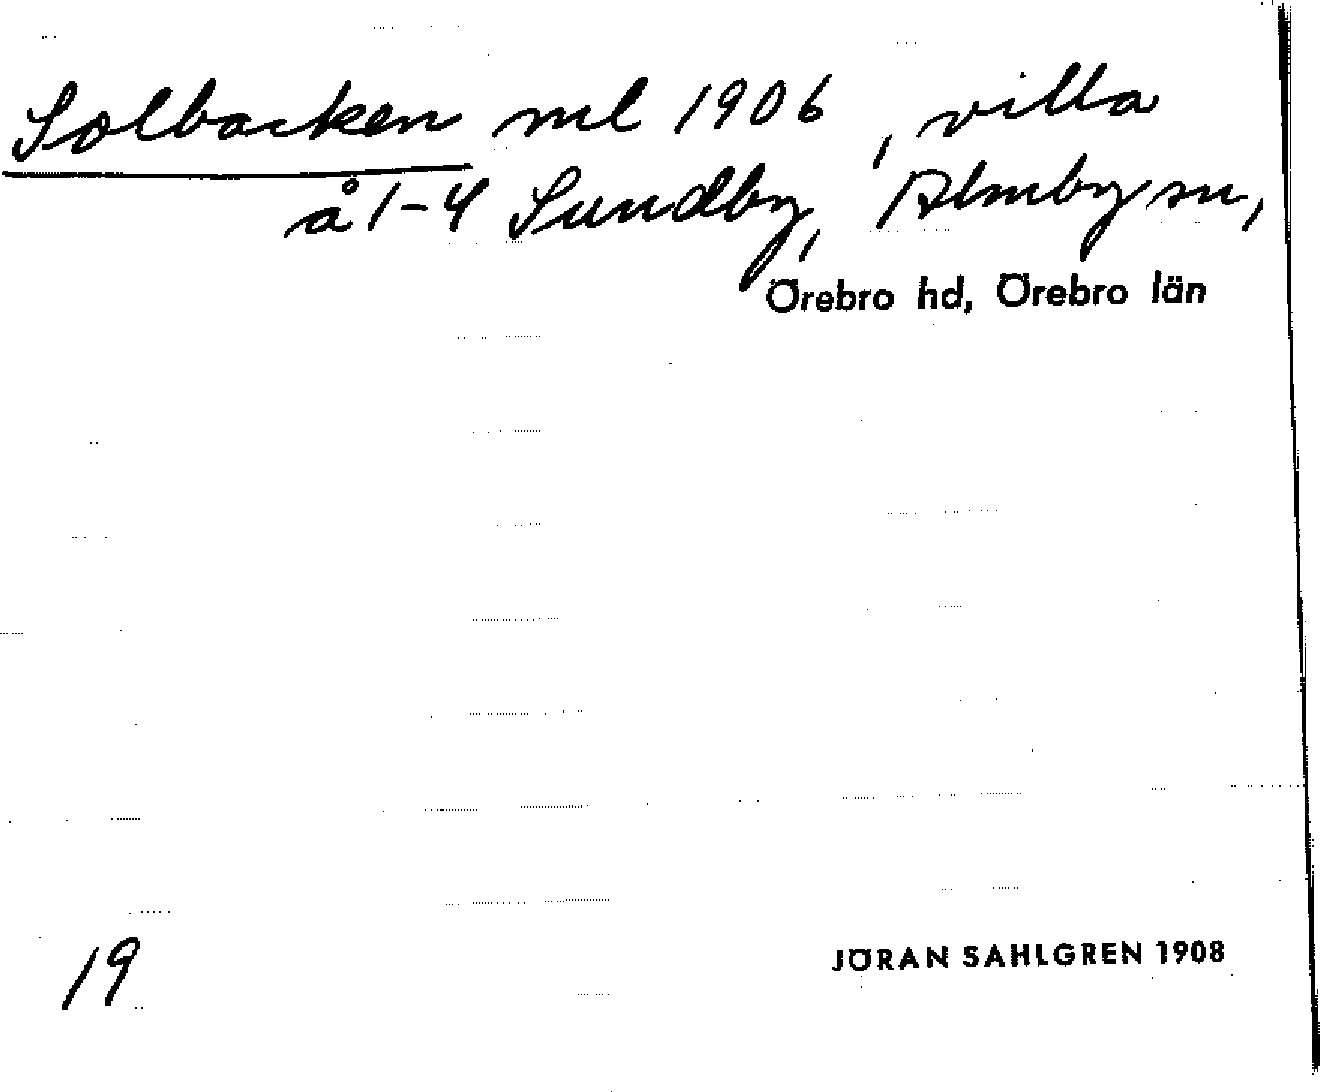 Solbacken ml 1906, villa
å 1-4 Sundby, Almby sn,
Örebro hd, Örebro län
19
JÖRAN SAHLGREN 1908